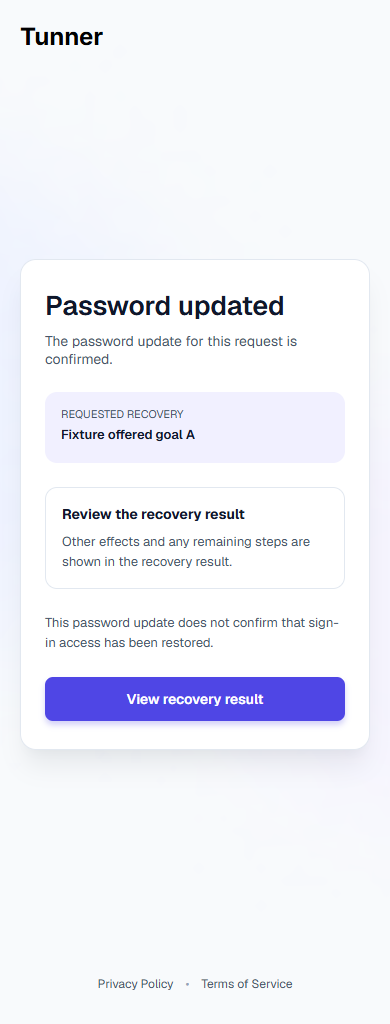 Tunner
Password updated
The password update for this request is
confirmed.
REQUESTED RECOVERY
Fixture offered goal A
Review the recovery result
Other effects and any remaining steps are
shown in the recovery result.
This password update does not confirm that sign-
in access has been restored.
View recovery result
Privacy Policy • Terms of Service